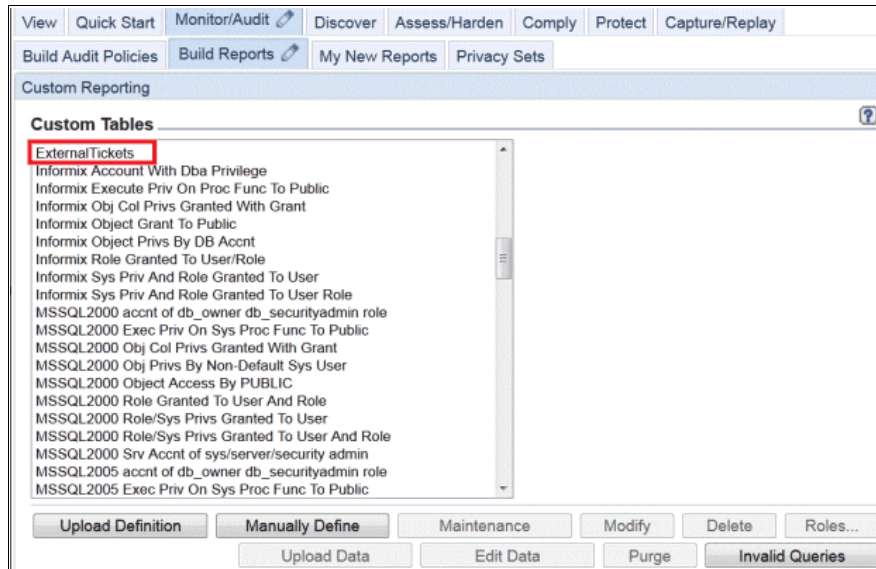 View Quick Start Monitor/Audit Discover Assess/Harden Comply Protect Capture/Replay
Build Audit Policies Build Reports My New Reports Privacy Sets
Custom Reporting
?
Custom Tables
ExternalTickets
Informix Account With Dba Privilege
Informix Execute Priv On Proc Func To Public
Informix Obj Col Privs Granted With Grant
Informix Object Grant To Public
Informix Object Privs By DB Accnt
Informix Role Granted To User/Role
Informix Sys Priv And Role Granted To User
Informix Sys Priv And Role Granted To User Role
MSSQL2000 accnt of db_owner db_securityadmin role
MSSQL2000 Exec Priv On Sys Proc Func To Public
MSSQL2000 Obj Col Privs Granted With Grant
MSSQL2000 Obj Privs By Non-Default Sys User
MSSQL2000 Object Access By PUBLIC
MSSQL2000 Role Granted To User And Role
MSSQL2000 Role/Sys Privs Granted To User
MSSQL2000 Role/Sys Privs Granted To User And Role
MSSQL2000 Srv Accnt of sys/server/security admin
MSSQL2005 accnt of db_owner db_securityadmin role
MSSQL2005 Exec Priv On Sys Proc Func To Public
Upload Definition Manually Define Maintenance Modify Delete Roles...
Upload Data Edit Data Purge Invalid Queries